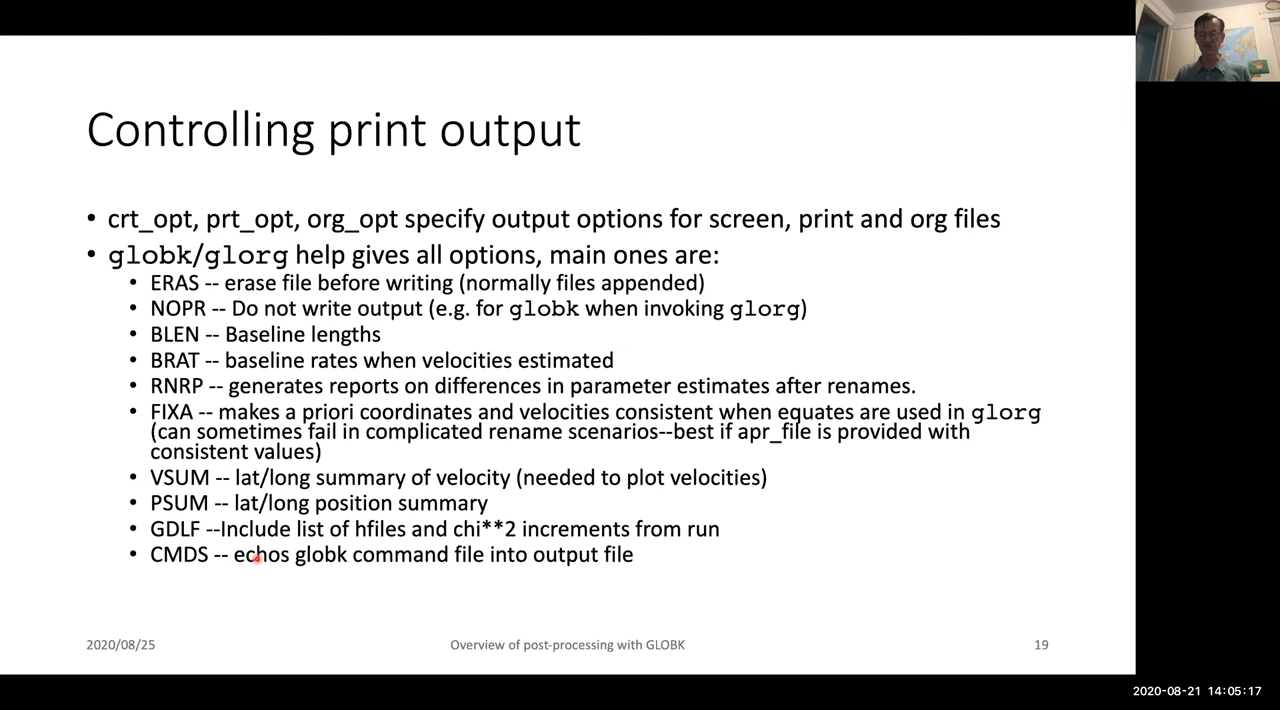 Controlling print output
• crt_opt, prt_opt, org_opt specify output options for screen, print and org files
• globk/glorg help gives all options, main ones are:
• ERAS -- erase file before writing (normally files appended)
• NOPR -- Do not write output (e.g. for globk when invoking glorg)
• BLEN -- Baseline lengths
• BRAT -- baseline rates when velocities estimated
• RNRP -- generates reports on differences in parameter estimates after renames.
• FIXA -- makes a priori coordinates and velocities consistent when equates are used in glorg
(can sometimes fail in complicated rename scenarios--best if apr_file is provided with
consistent values)
• VSUM -- lat/long summary of velocity (needed to plot velocities)
• PSUM -- lat/long position summary
• GDLF --Include list of hfiles and chi**2 increments from run
• CMDS -- echos globk command file into output file
2020/08/25
Overview of post-processing with GLOBK
19
2020-08-21 14:05:17